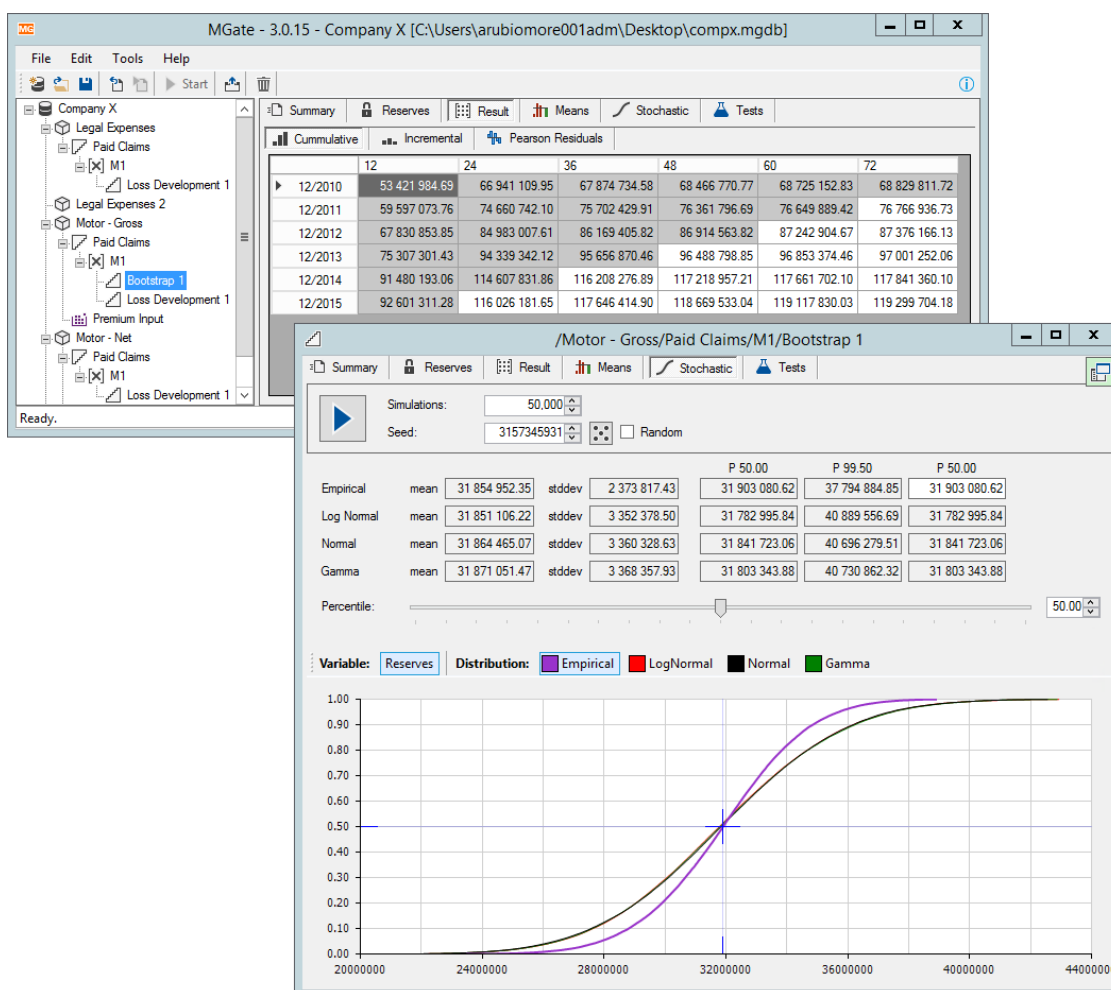 MG MGate - 3.0.15 - Company X [C:\Users\arubiomore001adm\Desktop\compx.mgdb]
File Edit Tools Help
Start
Company X
Legal Expenses
Paid Claims
[X] M1
Loss Development 1
Legal Expenses 2
Motor - Gross
Paid Claims
[X] M1
Bootstrap 1
Loss Development 1
Premium Input
Motor - Net
Paid Claims
[X] M1
Loss Development 1
Ready.
Summary Reserves Result Means Stochastic Tests
Cummulative Incremental Pearson Residuals
12 24 36 48 60 72
12/2010 53 421 984.69 66 941 109.95 67 874 734.58 68 466 770.77 68 725 152.83 68 829 811.72
12/2011 59 597 073.76 74 660 742.10 75 702 429.91 76 361 796.69 76 649 889.42 76 766 936.73
12/2012 67 830 853.85 84 983 007.61 86 169 405.82 86 914 563.82 87 242 904.67 87 376 166.13
12/2013 75 307 301.43 94 339 342.12 95 656 870.46 96 488 798.85 96 853 374.46 97 001 252.06
12/2014 91 480 193.06 114 607 831.86 116 208 276.89 117 218 957.21 117 661 702.10 117 841 360.10
12/2015 92 601 311.28 116 026 181.65 117 646 414.90 118 669 533.04 119 117 830.03 119 299 704.18
/Motor - Gross/Paid Claims/M1/Bootstrap 1
Summary Reserves Result Means Stochastic Tests
Simulations: 50,000
Seed: 3157345931 Random
P 50.00 P 99.50 P 50.00
Empirical mean 31 854 952.35 stddev 2 373 817.43 31 903 080.62 37 794 884.85 31 903 080.62
Log Normal mean 31 851 106.22 stddev 3 352 378.50 31 782 995.84 40 889 556.69 31 782 995.84
Normal mean 31 864 465.07 stddev 3 360 328.63 31 841 723.06 40 696 279.51 31 841 723.06
Gamma mean 31 871 051.47 stddev 3 368 357.93 31 803 343.88 40 730 862.32 31 803 343.88
Percentile: 50.00
Variable: Reserves Distribution: Empirical LogNormal Normal Gamma
1.00
0.90
0.80
0.70
0.60
0.50
0.40
0.30
0.20
0.10
0.00
20000000 24000000 28000000 32000000 36000000 40000000 4400000